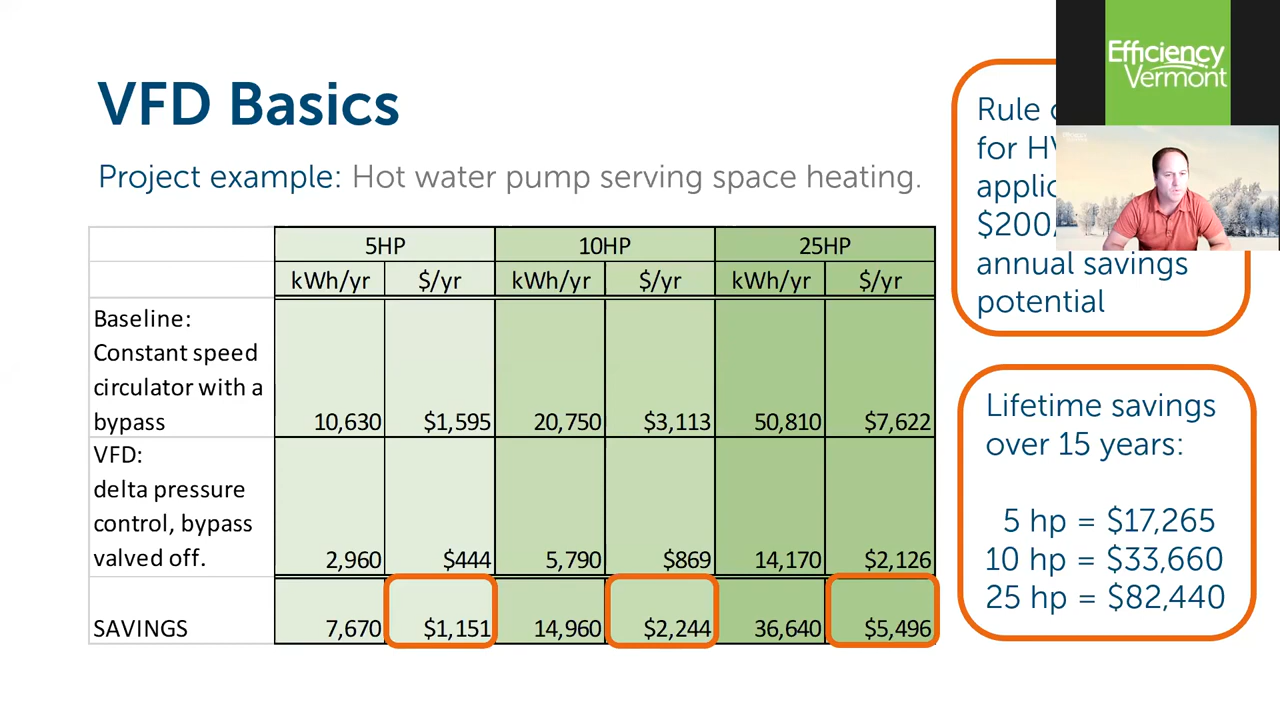 Efficiency
Vermont
VFD Basics
Project example: Hot water pump serving space heating.
Rule
for
$200
annual savings
potential
5HP 10HP 25HP
kWh/yr $/yr kWh/yr $/yr kWh/yr $/yr
Baseline:
Constant speed
circulator with a
bypass 10,630 $1,595 20,750 $3,113 50,810 $7,622
VFD:
delta pressure
control, bypass
valved off. 2,960 $444 5,790 $869 14,170 $2,126
SAVINGS 7,670 $1,151 14,960 $2,244 36,640 $5,496
Lifetime savings
over 15 years:
5 hp = $17,265
10 hp = $33,660
25 hp = $82,440